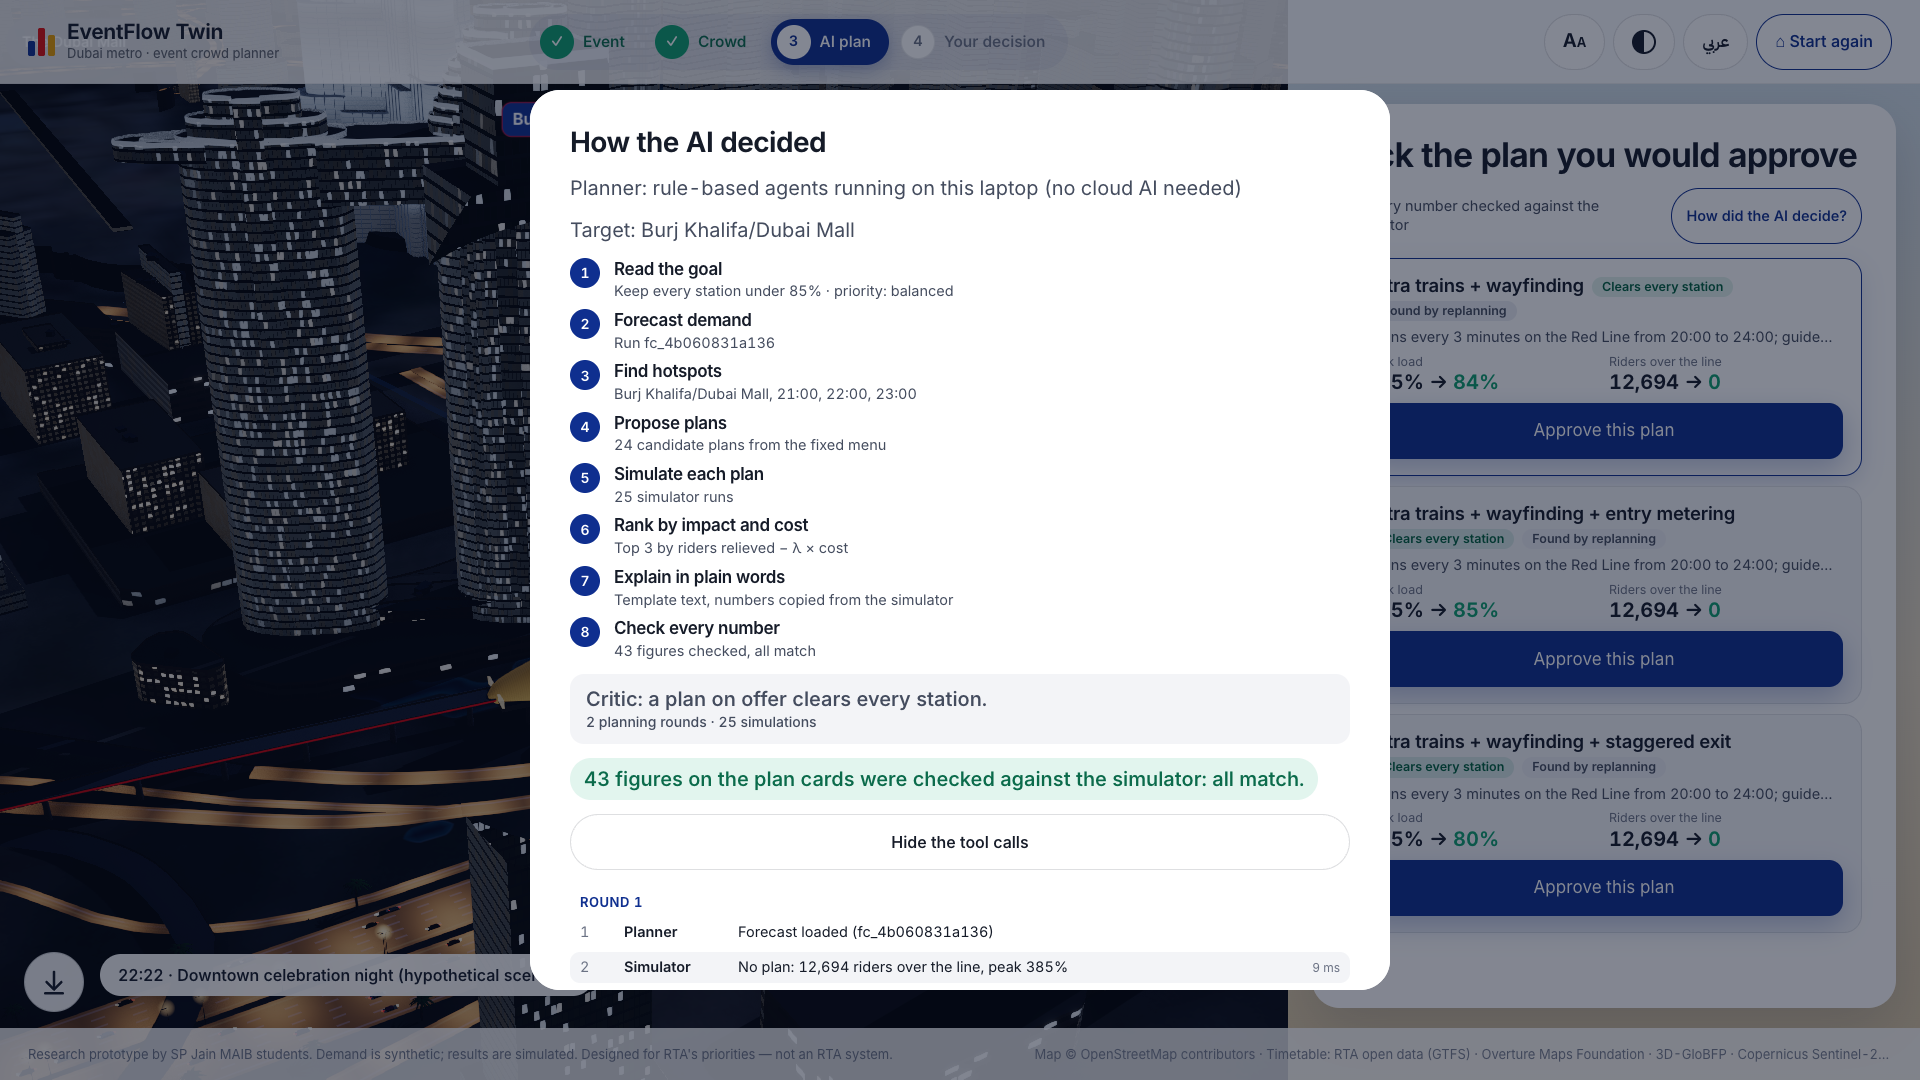 EventFlow Twin
Dubai metro · event crowd planner
Event
Crowd
3 AI plan
4 Your decision
AA
عربي
⌂ Start again
How the AI decided
Planner: rule-based agents running on this laptop (no cloud AI needed)
Target: Burj Khalifa/Dubai Mall
1 Read the goal
Keep every station under 85% · priority: balanced
2 Forecast demand
Run fc_4b060831a136
3 Find hotspots
Burj Khalifa/Dubai Mall, 21:00, 22:00, 23:00
4 Propose plans
24 candidate plans from the fixed menu
5 Simulate each plan
25 simulator runs
6 Rank by impact and cost
Top 3 by riders relieved − λ × cost
7 Explain in plain words
Template text, numbers copied from the simulator
8 Check every number
43 figures checked, all match
Critic: a plan on offer clears every station.
2 planning rounds · 25 simulations
43 figures on the plan cards were checked against the simulator: all match.
Hide the tool calls
ROUND 1
1 Planner Forecast loaded (fc_4b060831a136)
2 Simulator No plan: 12,694 riders over the line, peak 385% 9 ms
the plan you would approve
number checked against the
How did the AI decide?
trains + wayfinding Clears every station
found by replanning
every 3 minutes on the Red Line from 20:00 to 24:00; guide...
load
Riders over the line
5% → 84%
12,694 → 0
Approve this plan
trains + wayfinding + entry metering
Clears every station Found by replanning
every 3 minutes on the Red Line from 20:00 to 24:00; guide...
load
Riders over the line
5% → 85%
12,694 → 0
Approve this plan
trains + wayfinding + staggered exit
Clears every station Found by replanning
every 3 minutes on the Red Line from 20:00 to 24:00; guide...
load
Riders over the line
5% → 80%
12,694 → 0
Approve this plan
22:22 · Downtown celebration night (hypothetical
Research prototype by SP Jain MAIB students. Demand is synthetic; results are simulated. Designed for RTA's priorities — not an RTA system.
Map © OpenStreetMap contributors · Timetable: RTA open data (GTFS) · Overture Maps Foundation · 3D-GloBFP · Copernicus Sentinel-2...